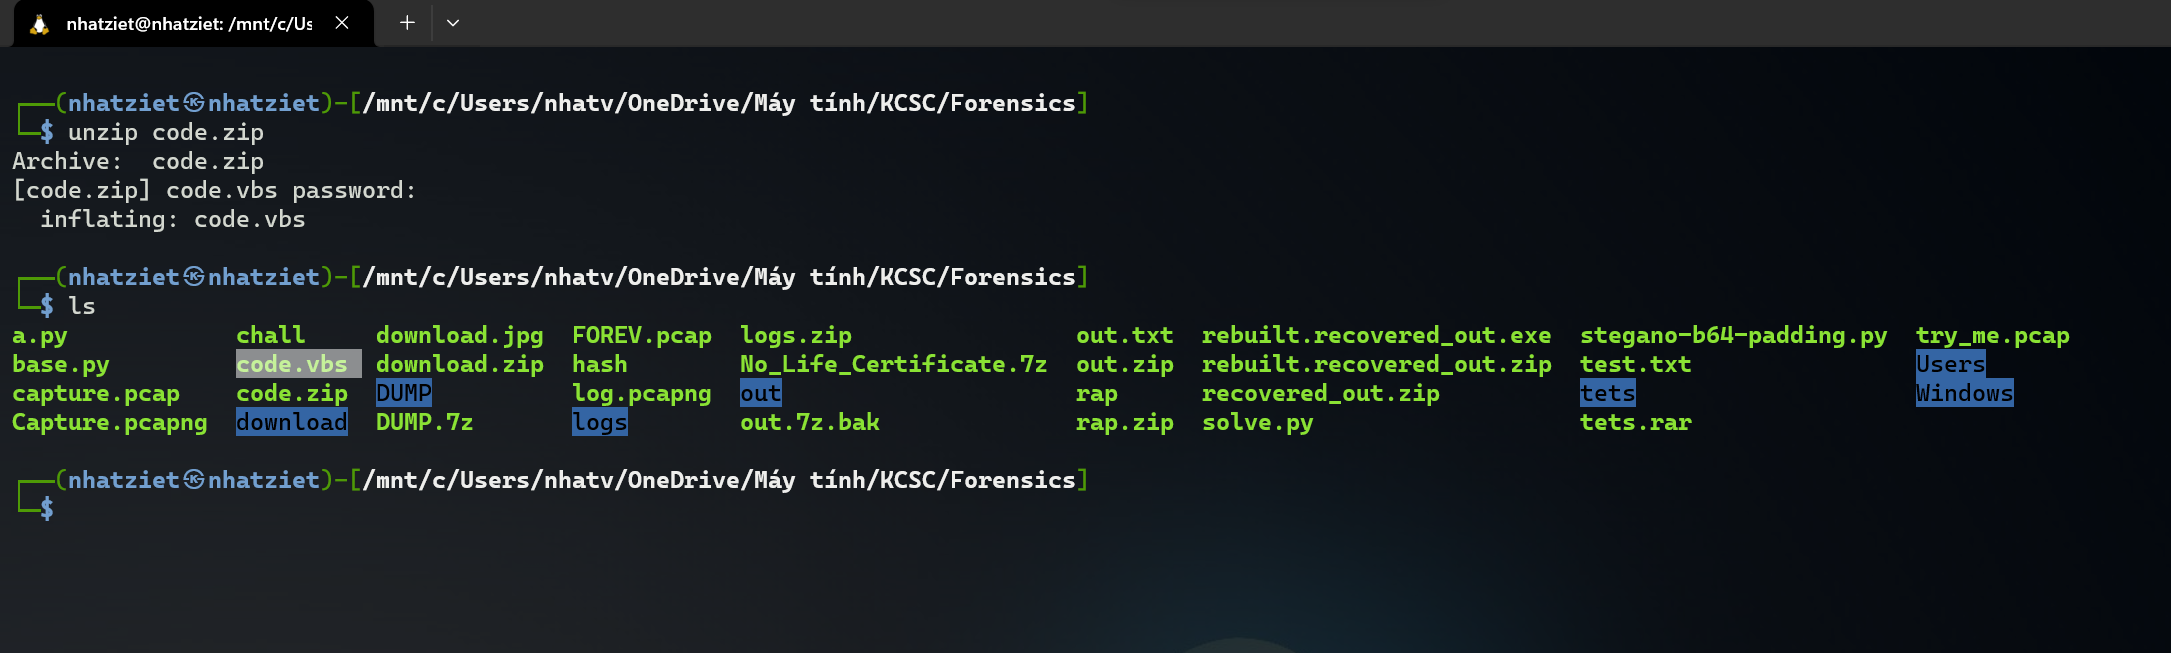 nhatziet@nhatziet: /mnt/c/Us
┌──(nhatziet㉿nhatziet)-[/mnt/c/Users/nhatv/OneDrive/Máy tính/KCSC/Forensics]
└─$ unzip code.zip
Archive:  code.zip
[code.zip] code.vbs password:
  inflating: code.vbs
┌──(nhatziet㉿nhatziet)-[/mnt/c/Users/nhatv/OneDrive/Máy tính/KCSC/Forensics]
└─$ ls
a.py chall download.jpg FOREV.pcap logs.zip out.txt rebuilt.recovered_out.exe stegano-b64-padding.py try_me.pcap
base.py code.vbs download.zip hash No_Life_Certificate.7z out.zip rebuilt.recovered_out.zip test.txt Users
capture.pcap code.zip DUMP log.pcapng out rap recovered_out.zip tets Windows
Capture.pcapng download DUMP.7z logs out.7z.bak rap.zip solve.py tets.rar
┌──(nhatziet㉿nhatziet)-[/mnt/c/Users/nhatv/OneDrive/Máy tính/KCSC/Forensics]
└─$